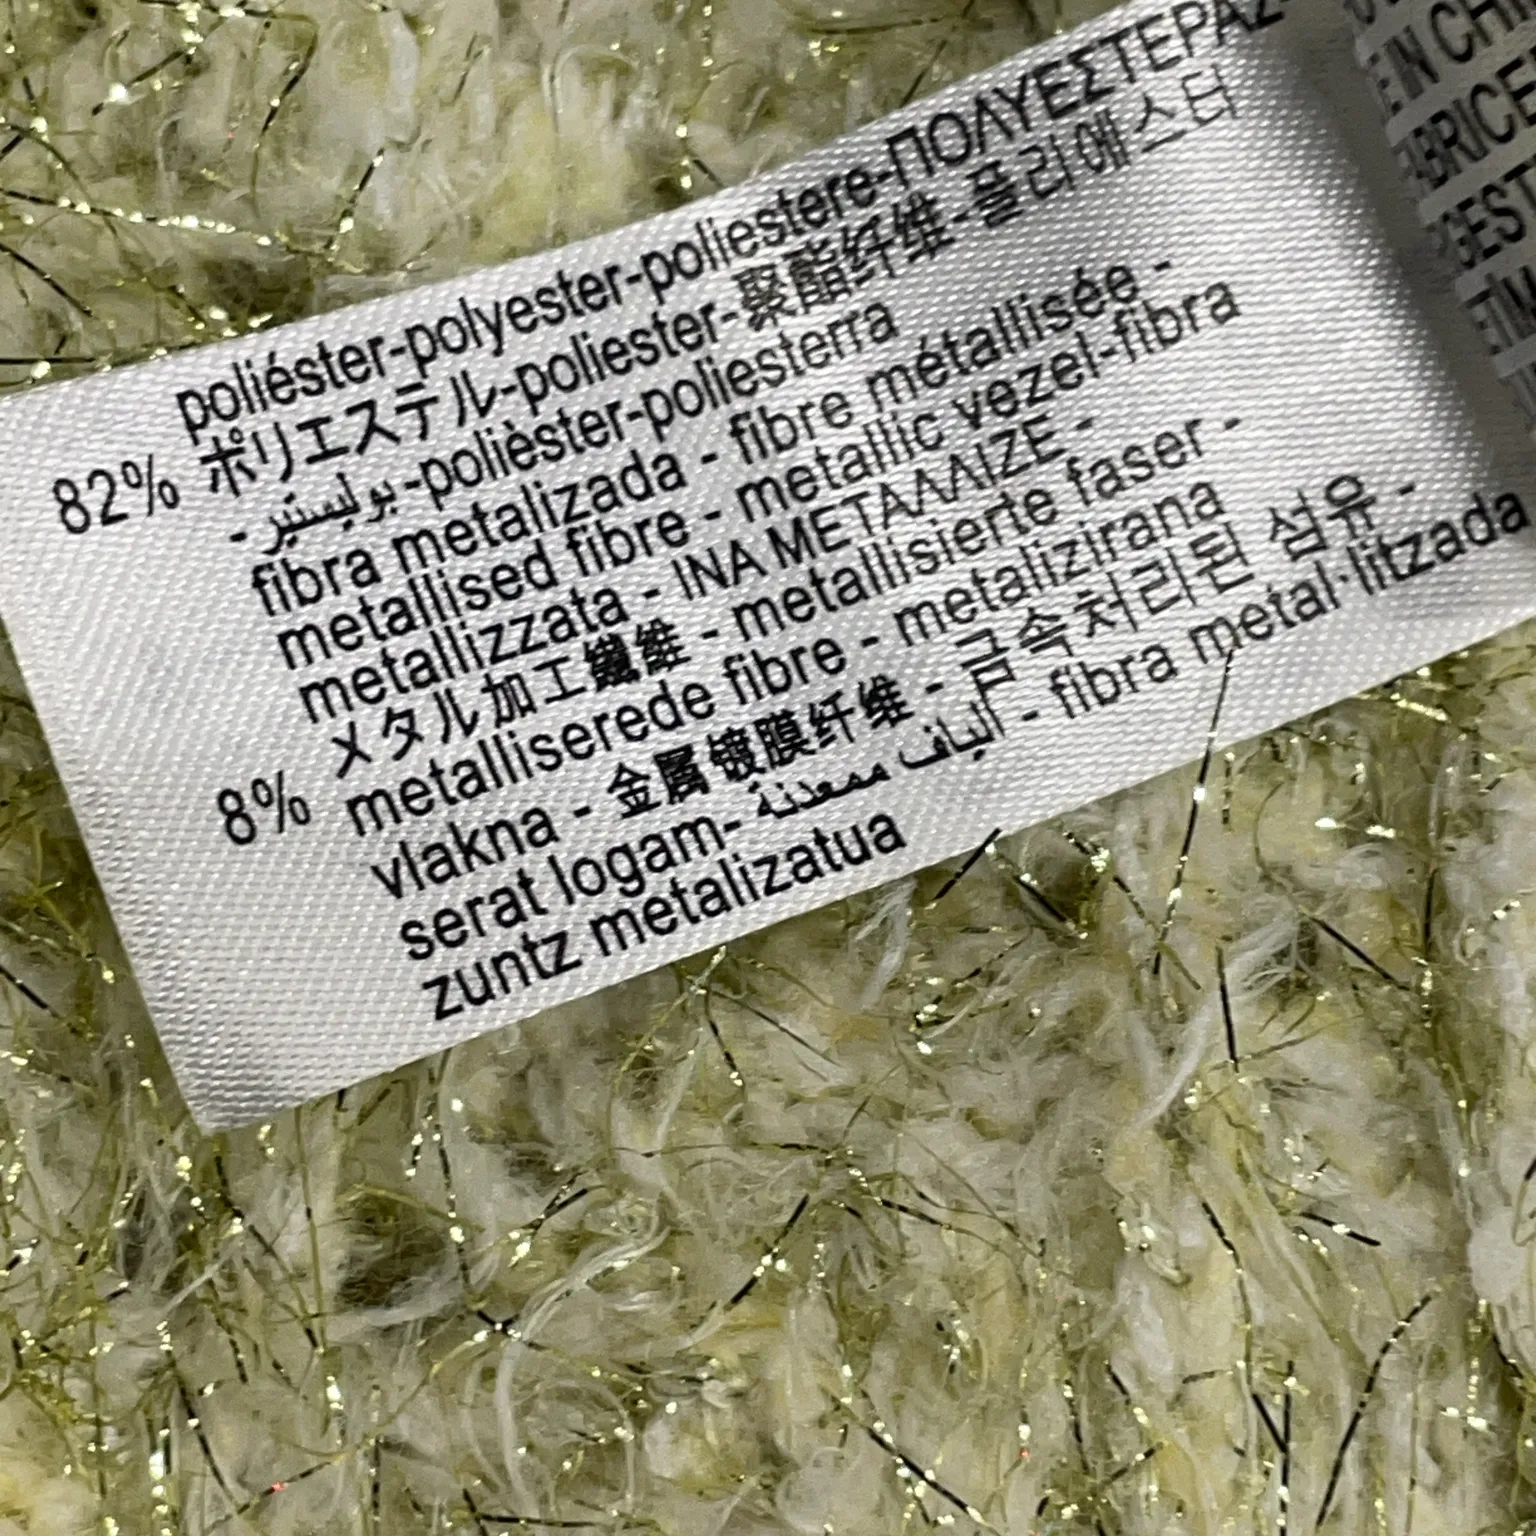 poliéster-polyester-poliestere-ΠΟΛΥΕΣΤΕΡΑΣ-
82% ポリエステル-poliester-聚酯纤维-폴리에스터
- بوليستير -polièster-poliesterra
fibra metalizada - fibre métallisée -
metallised fibre - metallic vezel-fibra
metallizzata - INA METAΛΛIZE -
8% メタル加工繊維 - metallisierte faser -
metalliserede fibre - metalizirana
vlakna - 金属镀膜纤维 - 금속처리된 섬유 -
serat logam- ألياف ممعدنة - fibra metal·litzada
zuntz metalizatua
IN CHI